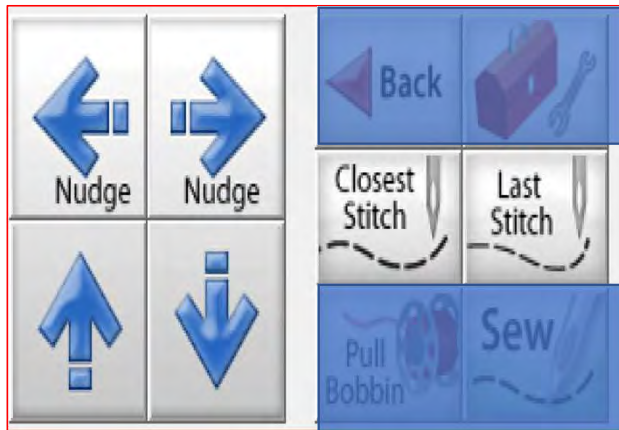 Nudge
Nudge
Back
Closest
Stitch
Last
Stitch
Pull
Bobbin
Sew